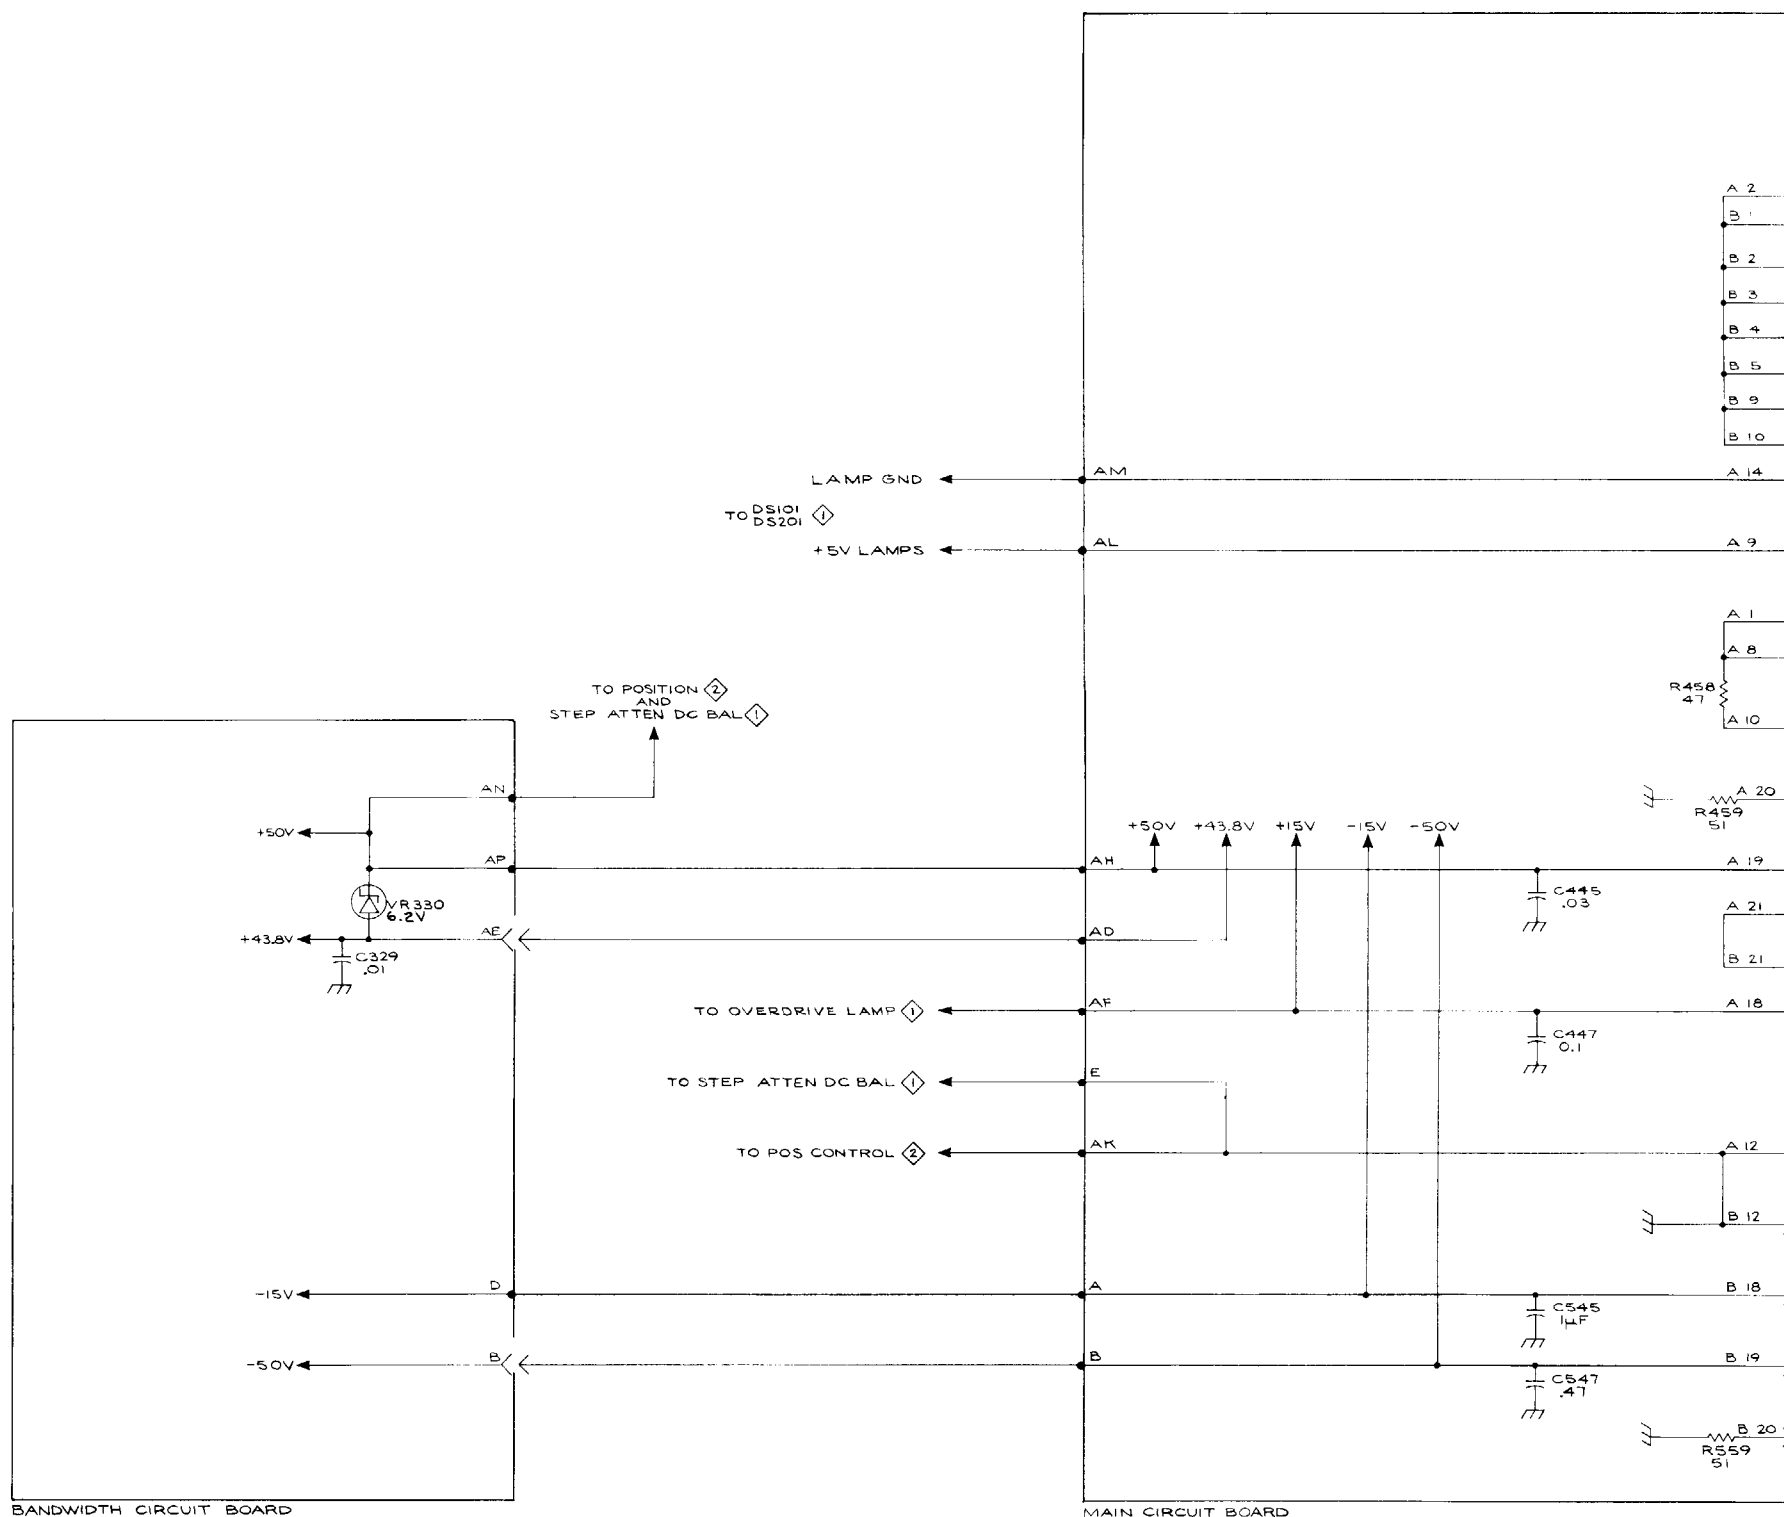 A 2
B 1
B 2
B 3
B 4
B 5
B 9
B 10
LAMP GND
AM
A 14
TO DS101
DS201
1
+5V LAMPS
AL
A 9
A 1
A 8
R458
47
A 10
TO POSITION 2
AND
STEP ATTEN DC BAL 1
AN
+50V
AP
VR330
6.2V
+43.8V
AE
C329
.01
A 20
R459
51
+50V +43.8V +15V -15V -50V
AH
A 19
C445
.03
A 21
AD
B 21
TO OVERDRIVE LAMP 1
AF
A 18
C447
0.1
TO STEP ATTEN DC BAL 1
E
TO POS CONTROL 2
AK
A 12
B 12
-15V
D
A
B 18
C545
1µF
-50V
B
B
B 19
C547
.47
B 20
R559
51
BANDWIDTH CIRCUIT BOARD
MAIN CIRCUIT BOARD